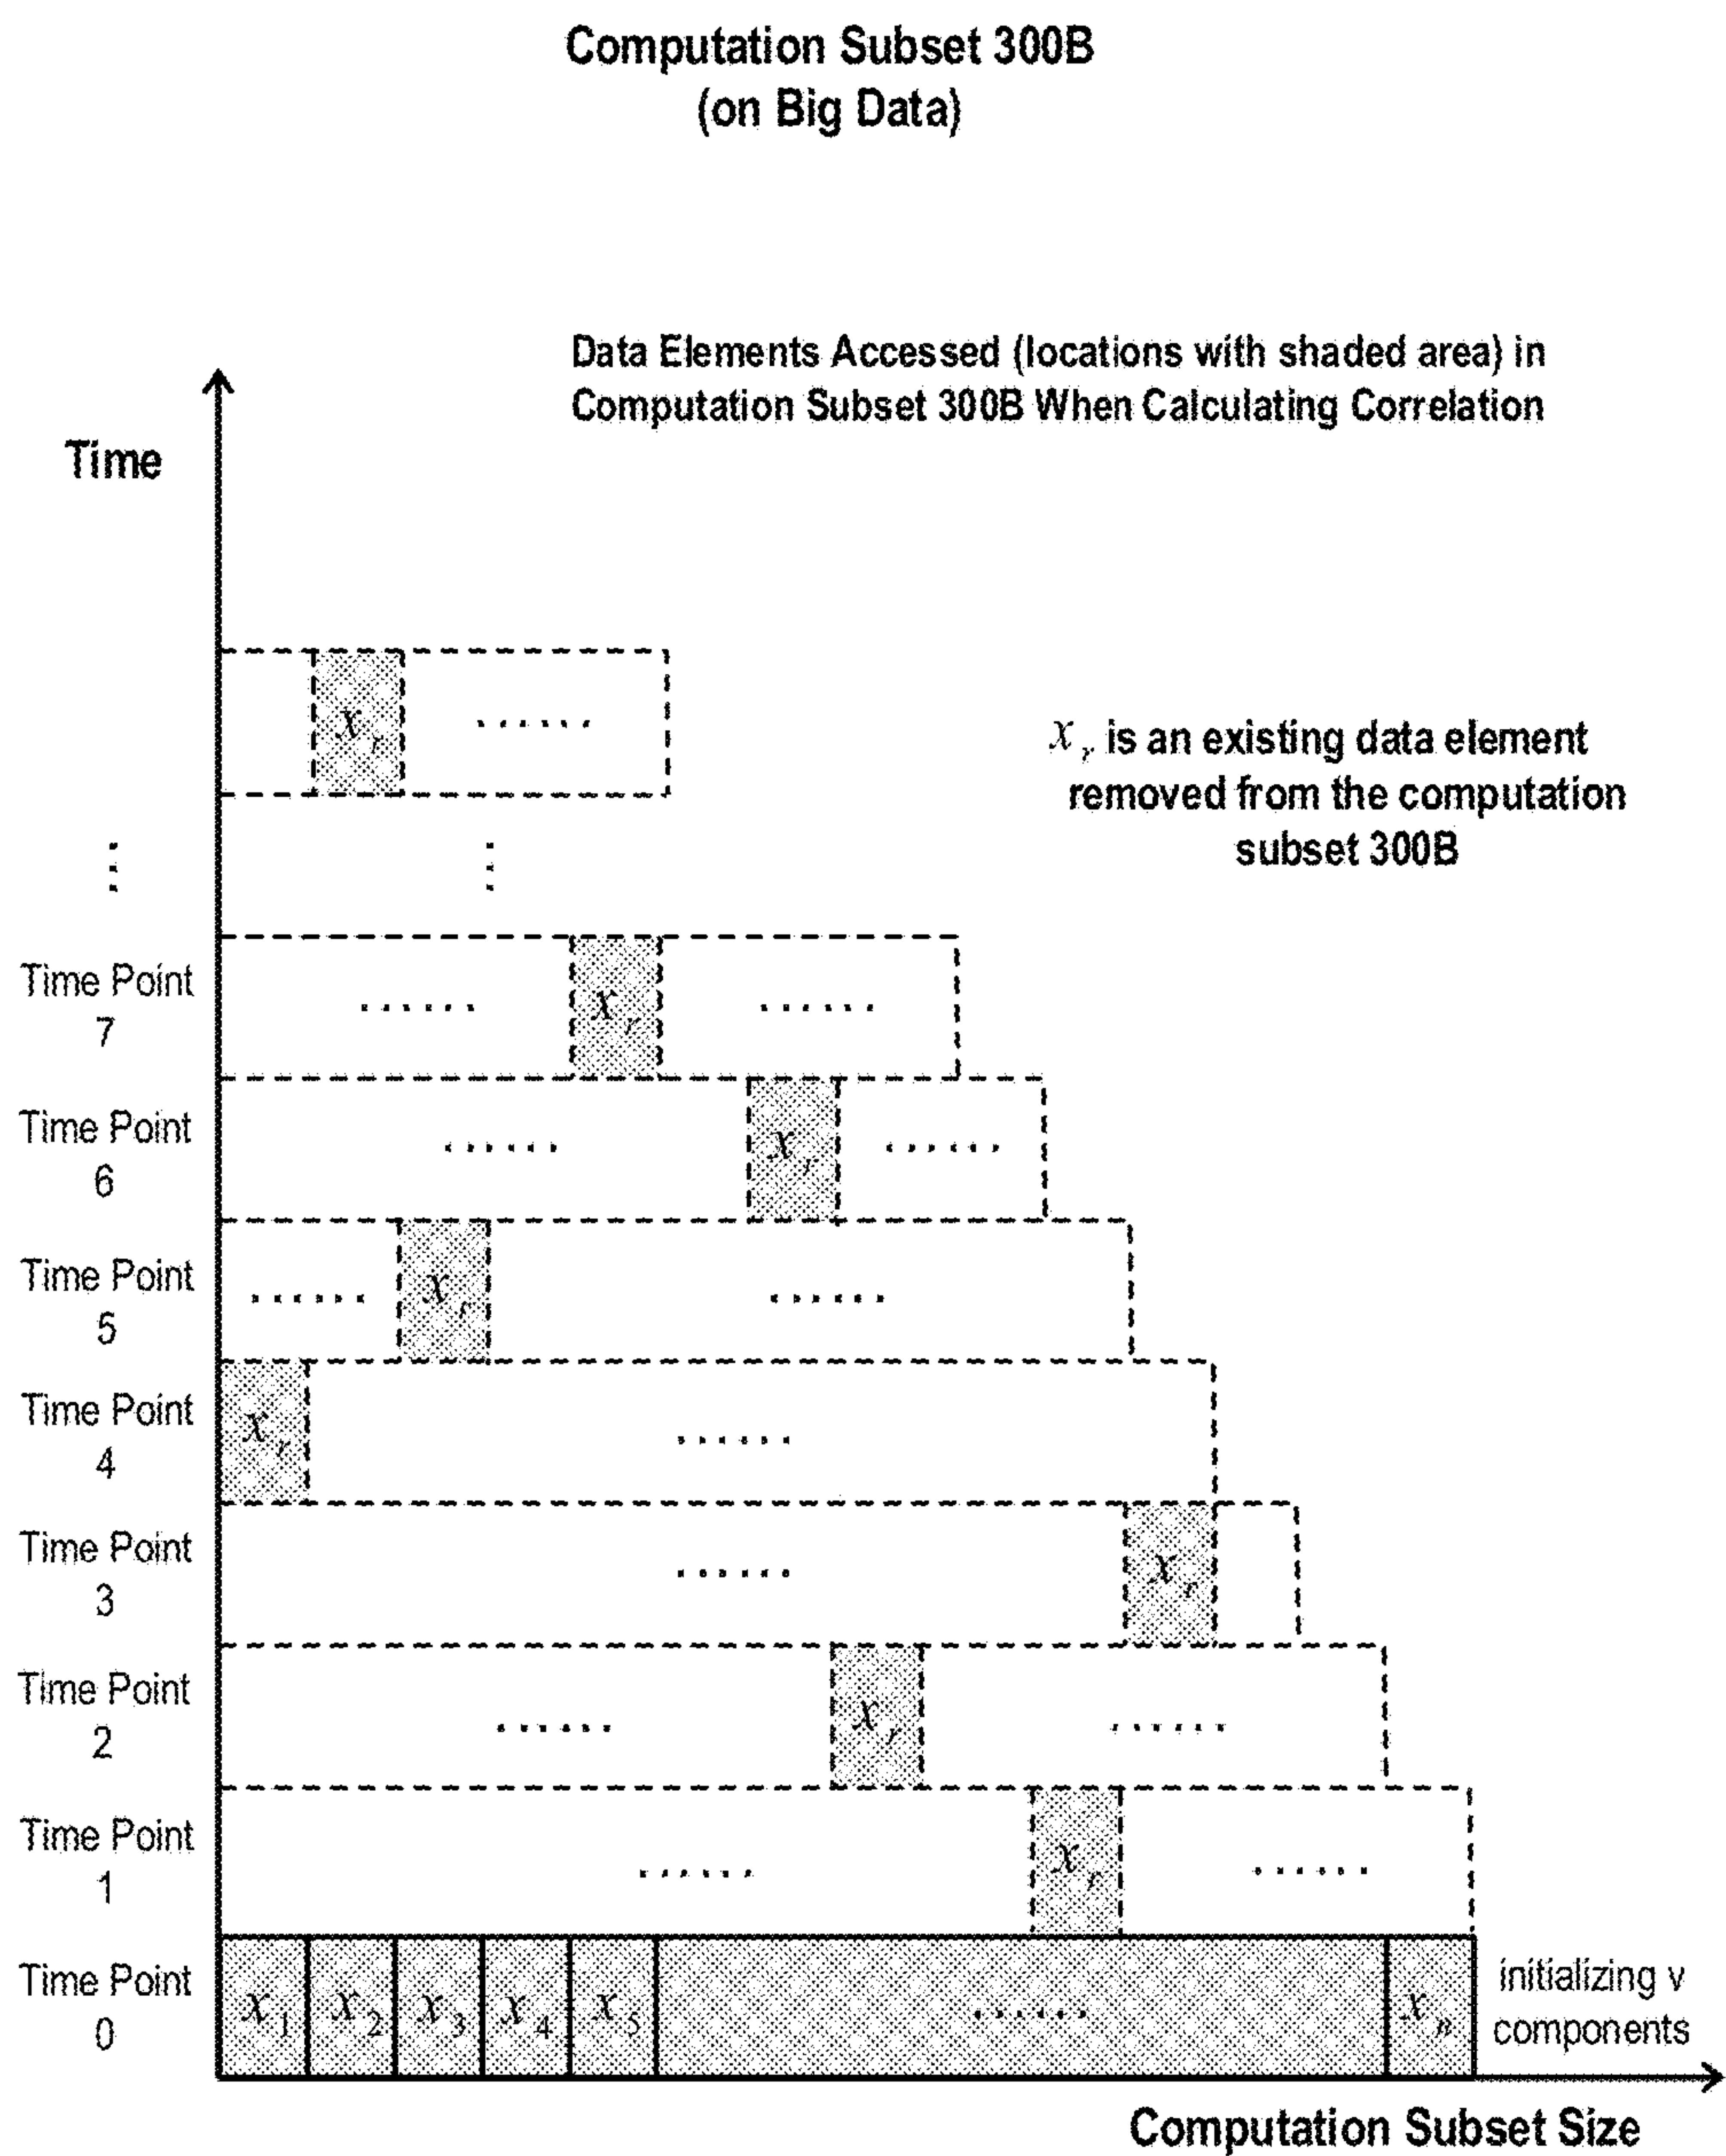 Computation Subset 300B
(on Big Data)
Data Elements Accessed (locations with shaded area) in
Computation Subset 300B When Calculating Correlation
Time
x_r ......
x_r is an existing data element
removed from the computation
subset 300B
⋮ ⋮
Time Point
7
...... x_r ......
Time Point
6
...... x_r ......
Time Point
5
...... x_r ......
Time Point
4
x_r ......
Time Point
3
...... x_r
Time Point
2
...... x_r ......
Time Point
1
...... x_r ......
Time Point
0
x_1 x_2 x_3 x_4 x_5 ...... x_n
initializing v
components
Computation Subset Size